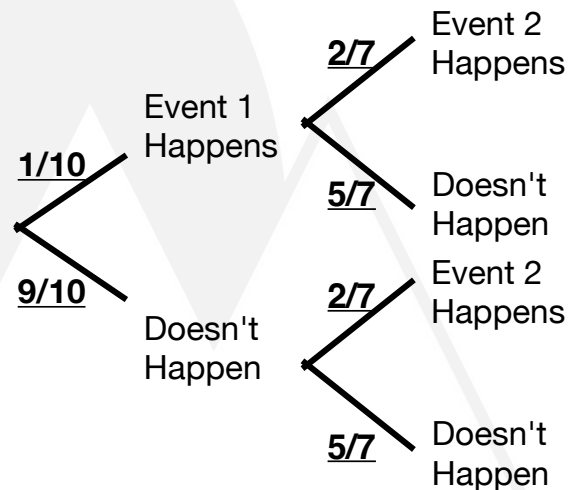 Event 2
Happens
2/7
Event 1
Happens
1/10
5/7
Doesn't
Happen
9/10
Event 2
Happens
2/7
Doesn't
Happen
5/7
Doesn't
Happen